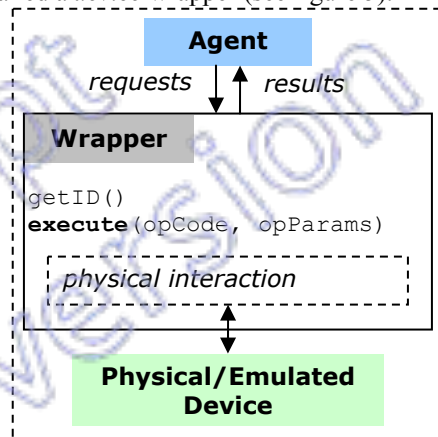 Agent
requests results
Wrapper
getID()
execute(opCode, opParams)
physical interaction
Physical/Emulated
Device